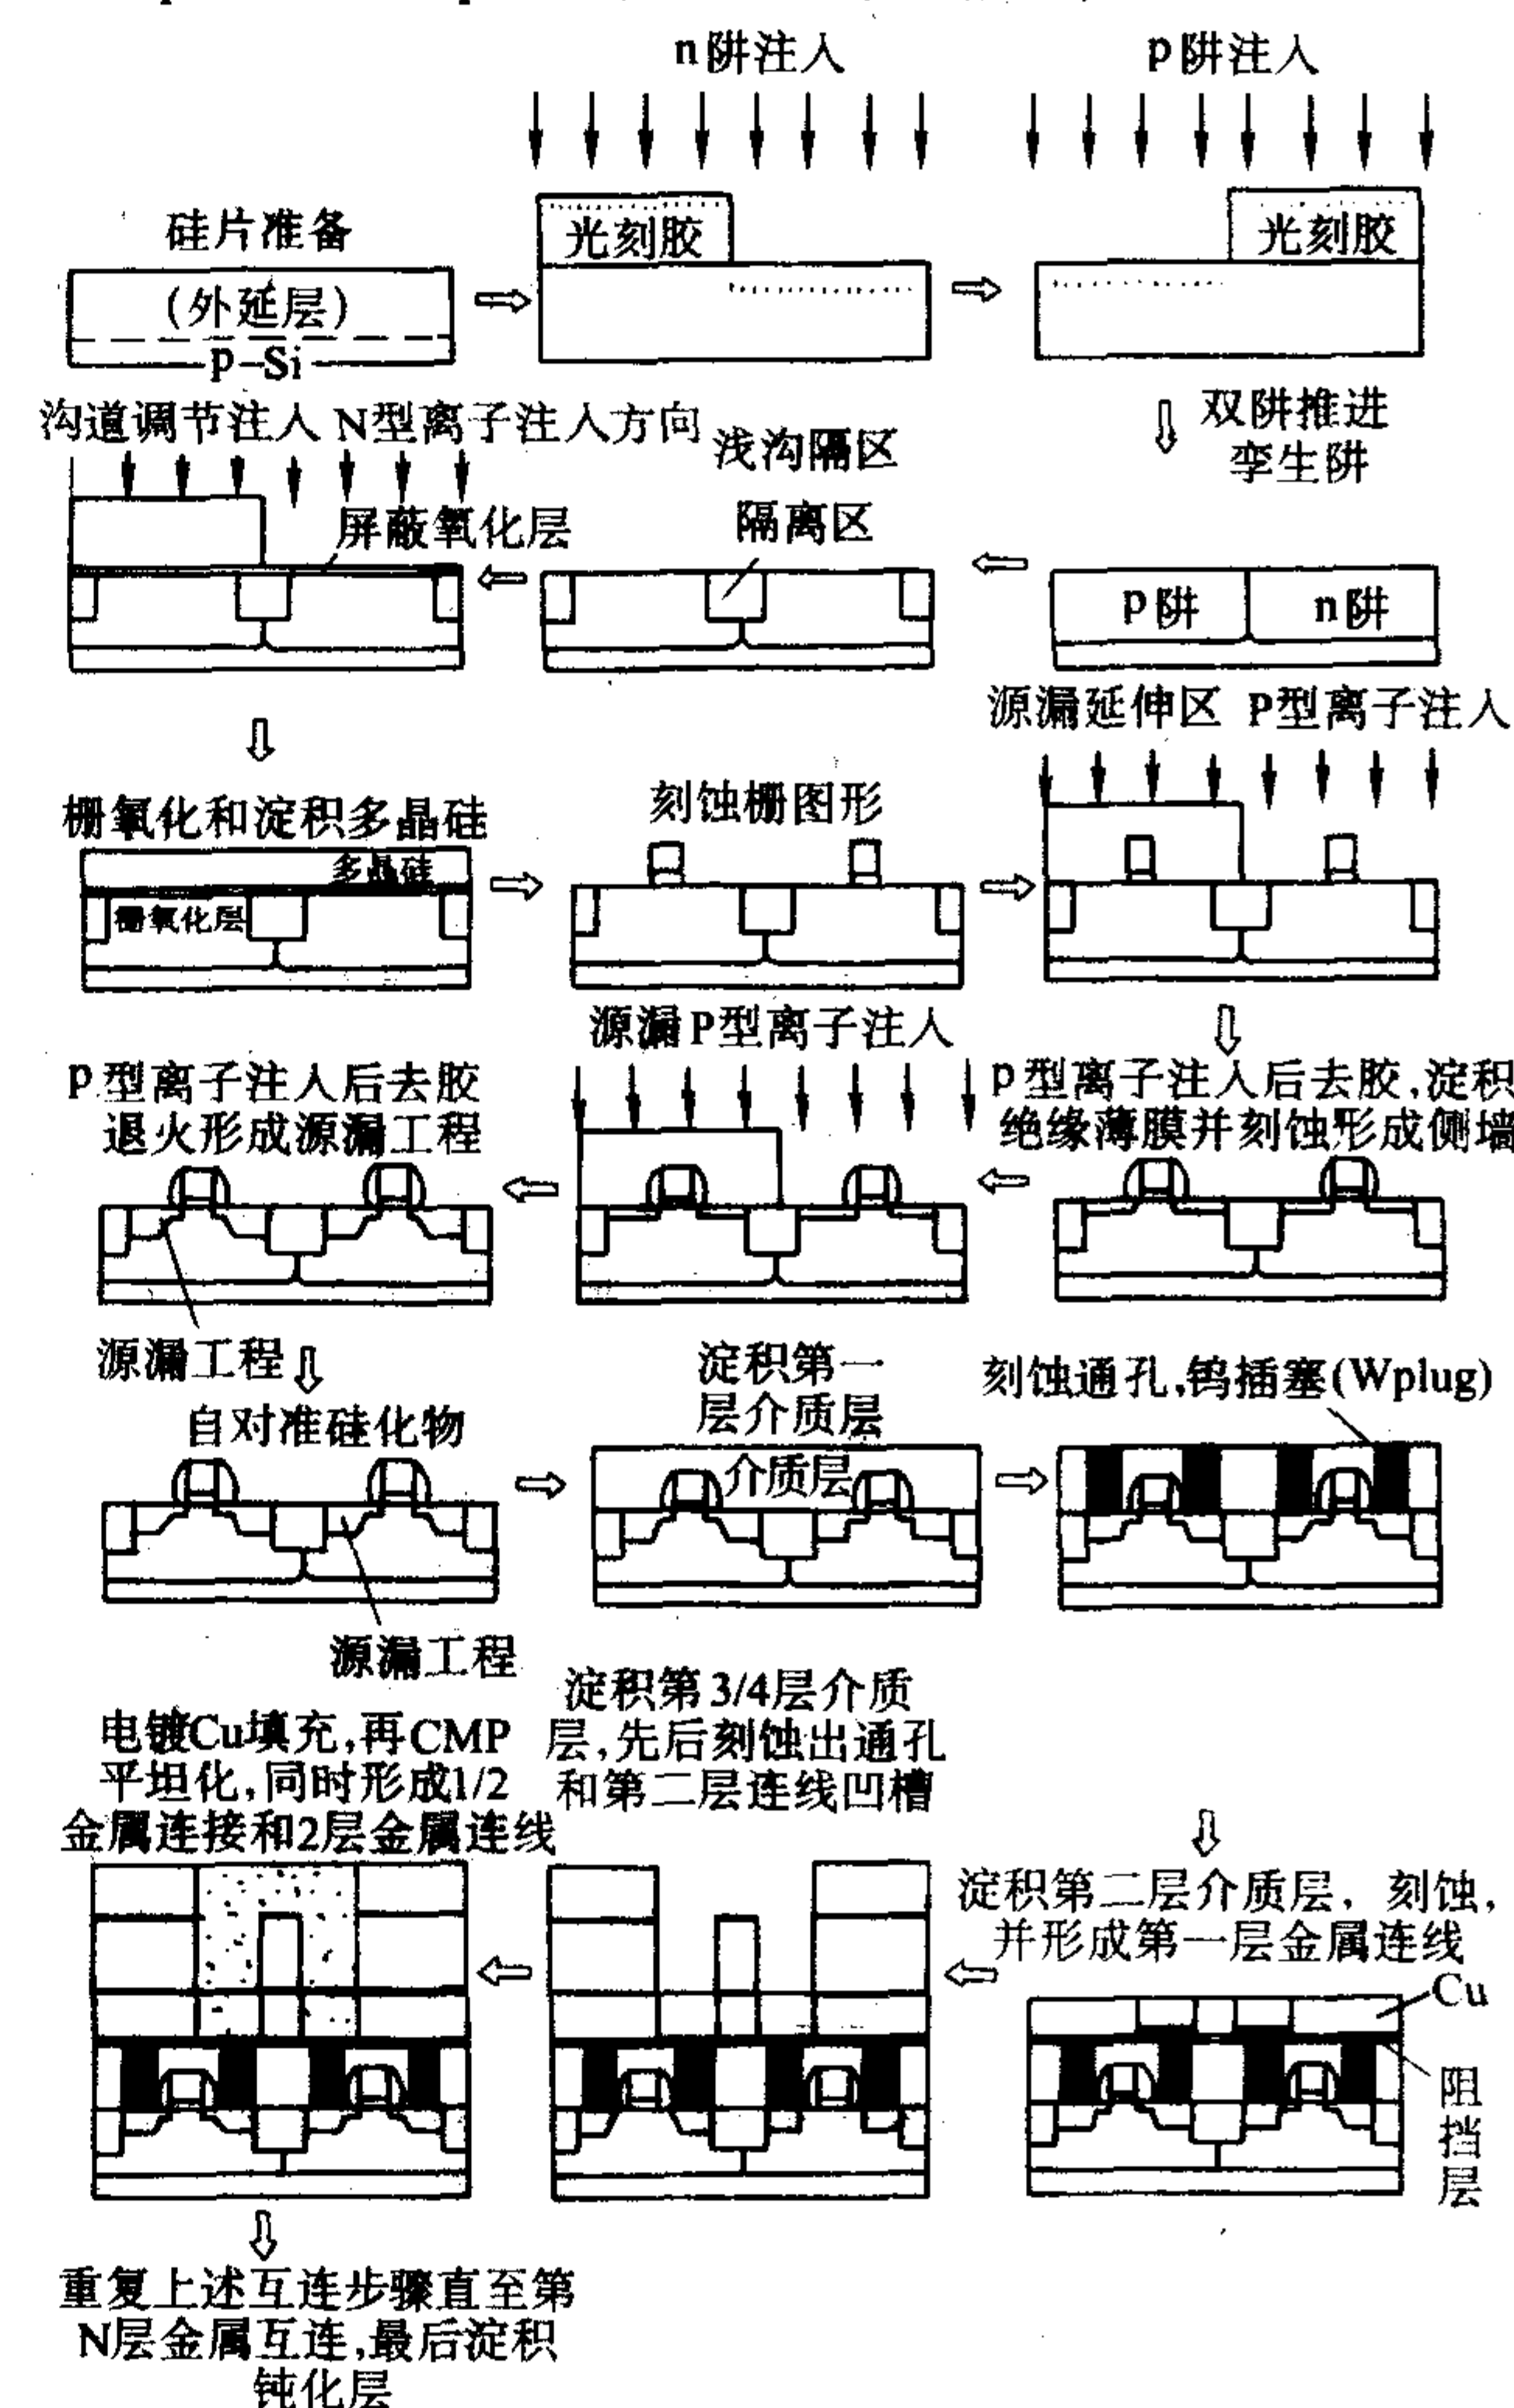 n阱注入
p阱注入
硅片准备
光刻胶
光刻胶
(外延层)
p-Si
沟道调节注入 N型离子注入方向
浅沟隔区
双阱推进
孪生阱
屏蔽氧化层
隔离区
p阱
n阱
源漏延伸区 P型离子注入
栅氧化和淀积多晶硅
刻蚀栅图形
多晶硅
栅氧化层
源漏P型离子注入
p型离子注入后去胶
退火形成源漏工程
p型离子注入后去胶,淀积
绝缘薄膜并刻蚀形成侧墙
源漏工程
自对准硅化物
淀积第一
层介质层
介质层
刻蚀通孔,钨插塞(Wplug)
源漏工程
电镀Cu填充,再CMP
平坦化,同时形成1/2
金属连接和2层金属连线
淀积第3/4层介质
层,先后刻蚀出通孔
和第二层连线凹槽
淀积第二层介质层, 刻蚀,
并形成第一层金属连线
Cu
阻
挡
层
重复上述互连步骤直至第
N层金属互连,最后淀积
钝化层